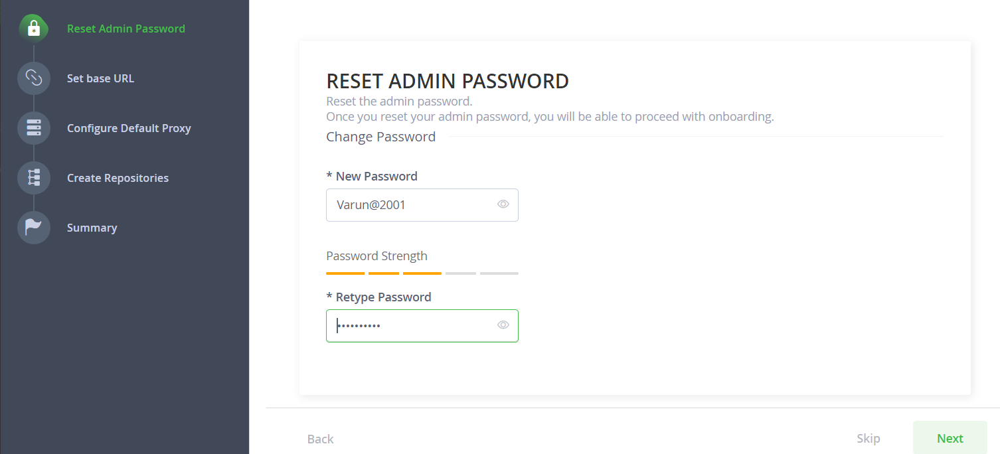 Reset Admin Password
Set base URL
Configure Default Proxy
Create Repositories
Summary
RESET ADMIN PASSWORD
Reset the admin password.
Once you reset your admin password, you will be able to proceed with onboarding.
Change Password
* New Password
Varun@2001
Password Strength
* Retype Password
••••••••••
Back
Skip
Next